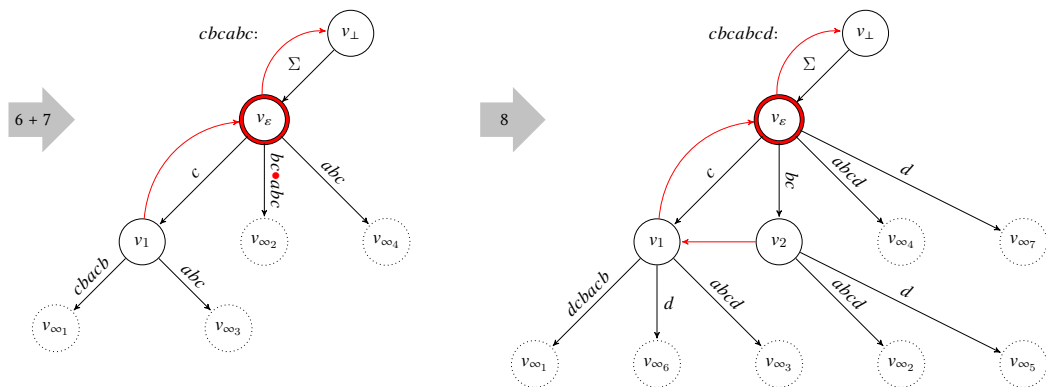 cbcabc:
v⊥
Σ
6 + 7
vε
c
bc•abc
abc
v1
v∞2
v∞4
cbacb
abc
v∞1
v∞3
cbcabcd:
v⊥
Σ
8
vε
c
bc
abcd
d
v1
v2
v∞4
v∞7
dcbacb
d
abcd
abcd
d
v∞1
v∞6
v∞3
v∞2
v∞5